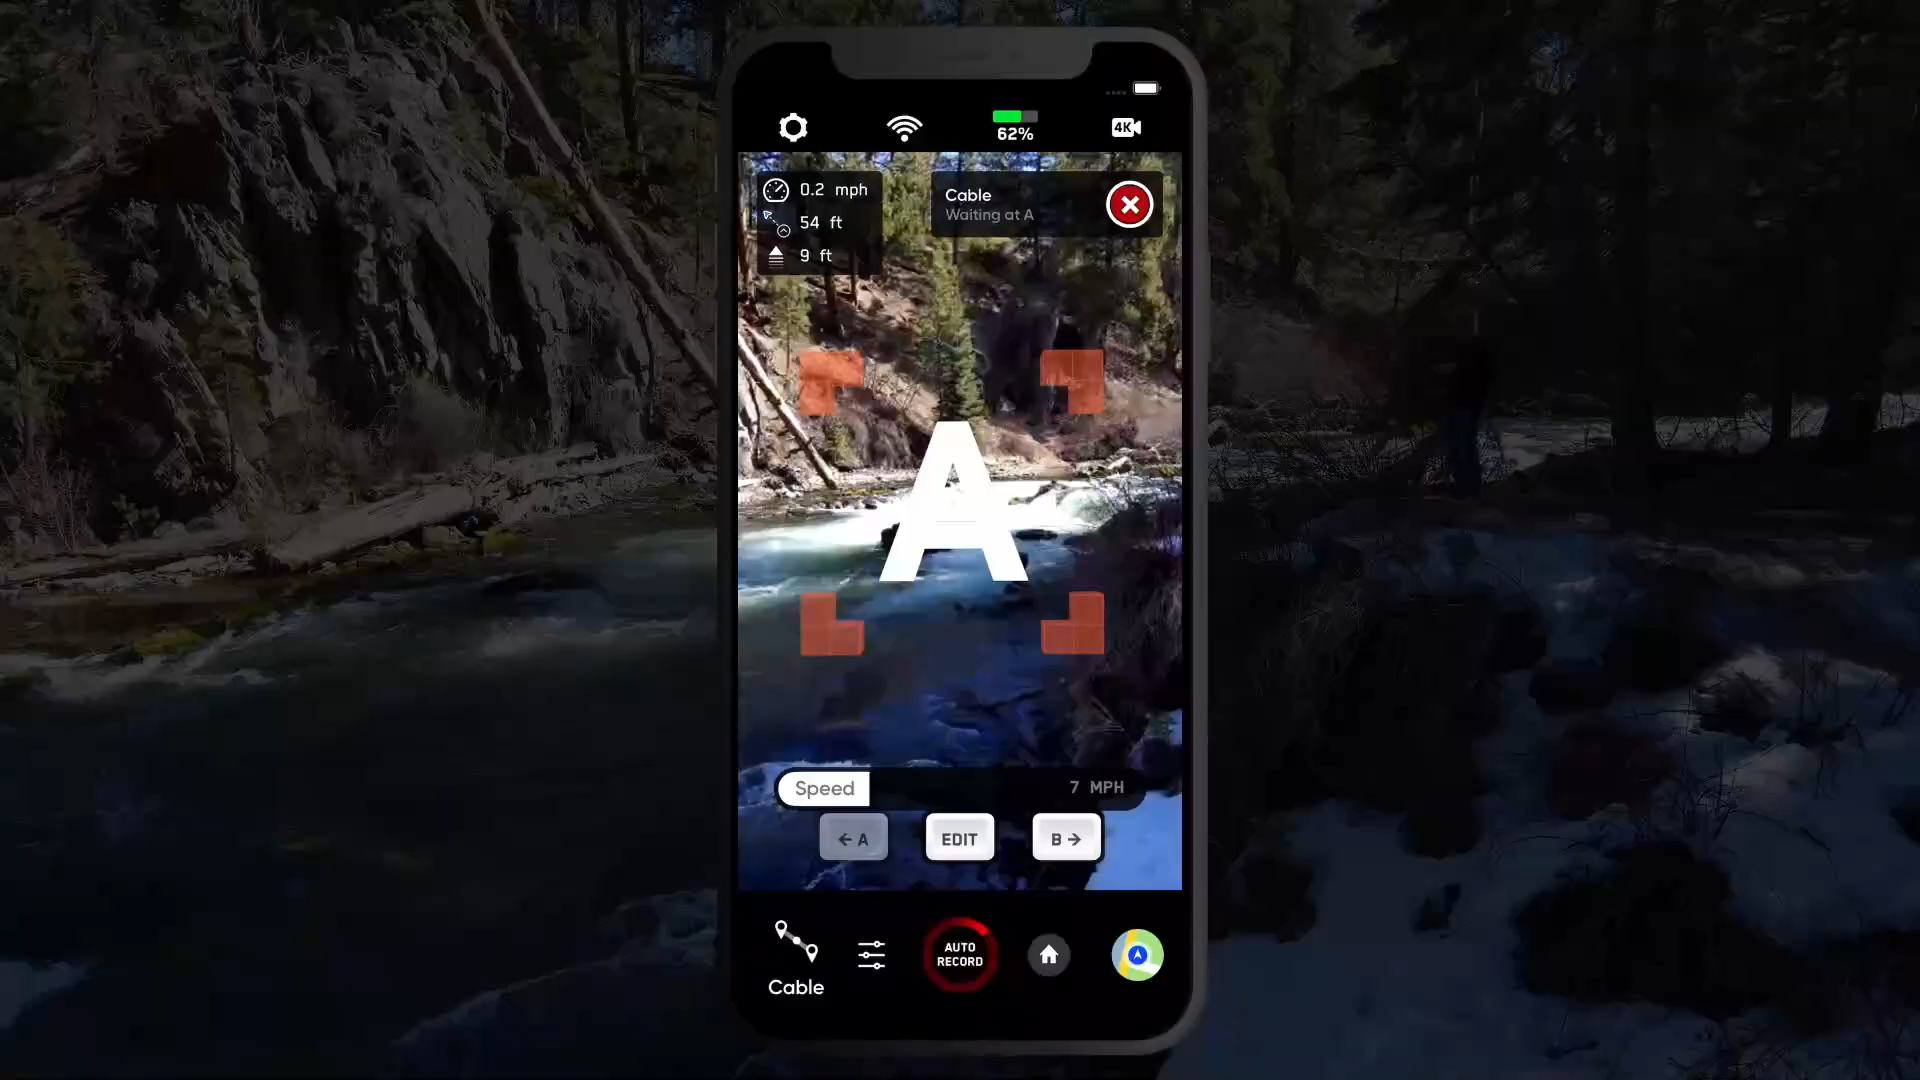 62%
4K
0.2 mph
54 ft
9 ft
Cable
Waiting at A
A
Speed
7 MPH
← A
EDIT
B →
AUTO
RECORD
Cable